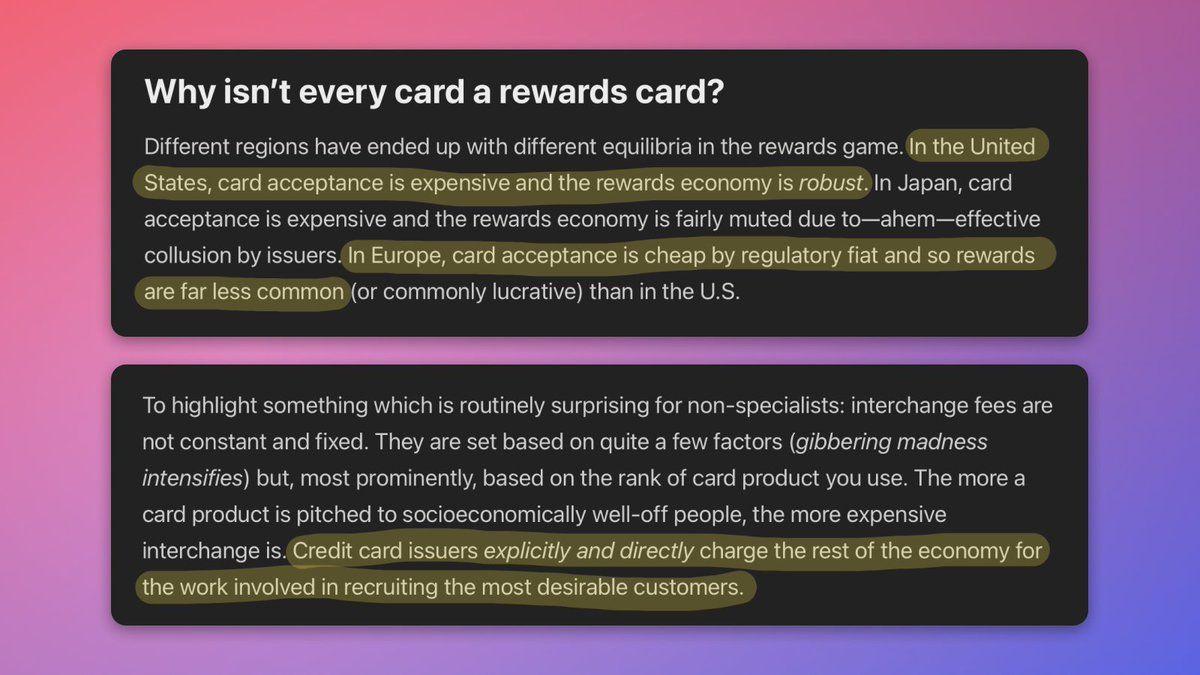 Why isn’t every card a rewards card?
Different regions have ended up with different equilibria in the rewards game. In the United
States, card acceptance is expensive and the rewards economy is robust. In Japan, card
acceptance is expensive and the rewards economy is fairly muted due to—ahem—effective
collusion by issuers. In Europe, card acceptance is cheap by regulatory fiat and so rewards
are far less common (or commonly lucrative) than in the U.S.
To highlight something which is routinely surprising for non-specialists: interchange fees are
not constant and fixed. They are set based on quite a few factors (gibbering madness
intensifies) but, most prominently, based on the rank of card product you use. The more a
card product is pitched to socioeconomically well-off people, the more expensive
interchange is. Credit card issuers explicitly and directly charge the rest of the economy for
the work involved in recruiting the most desirable customers.